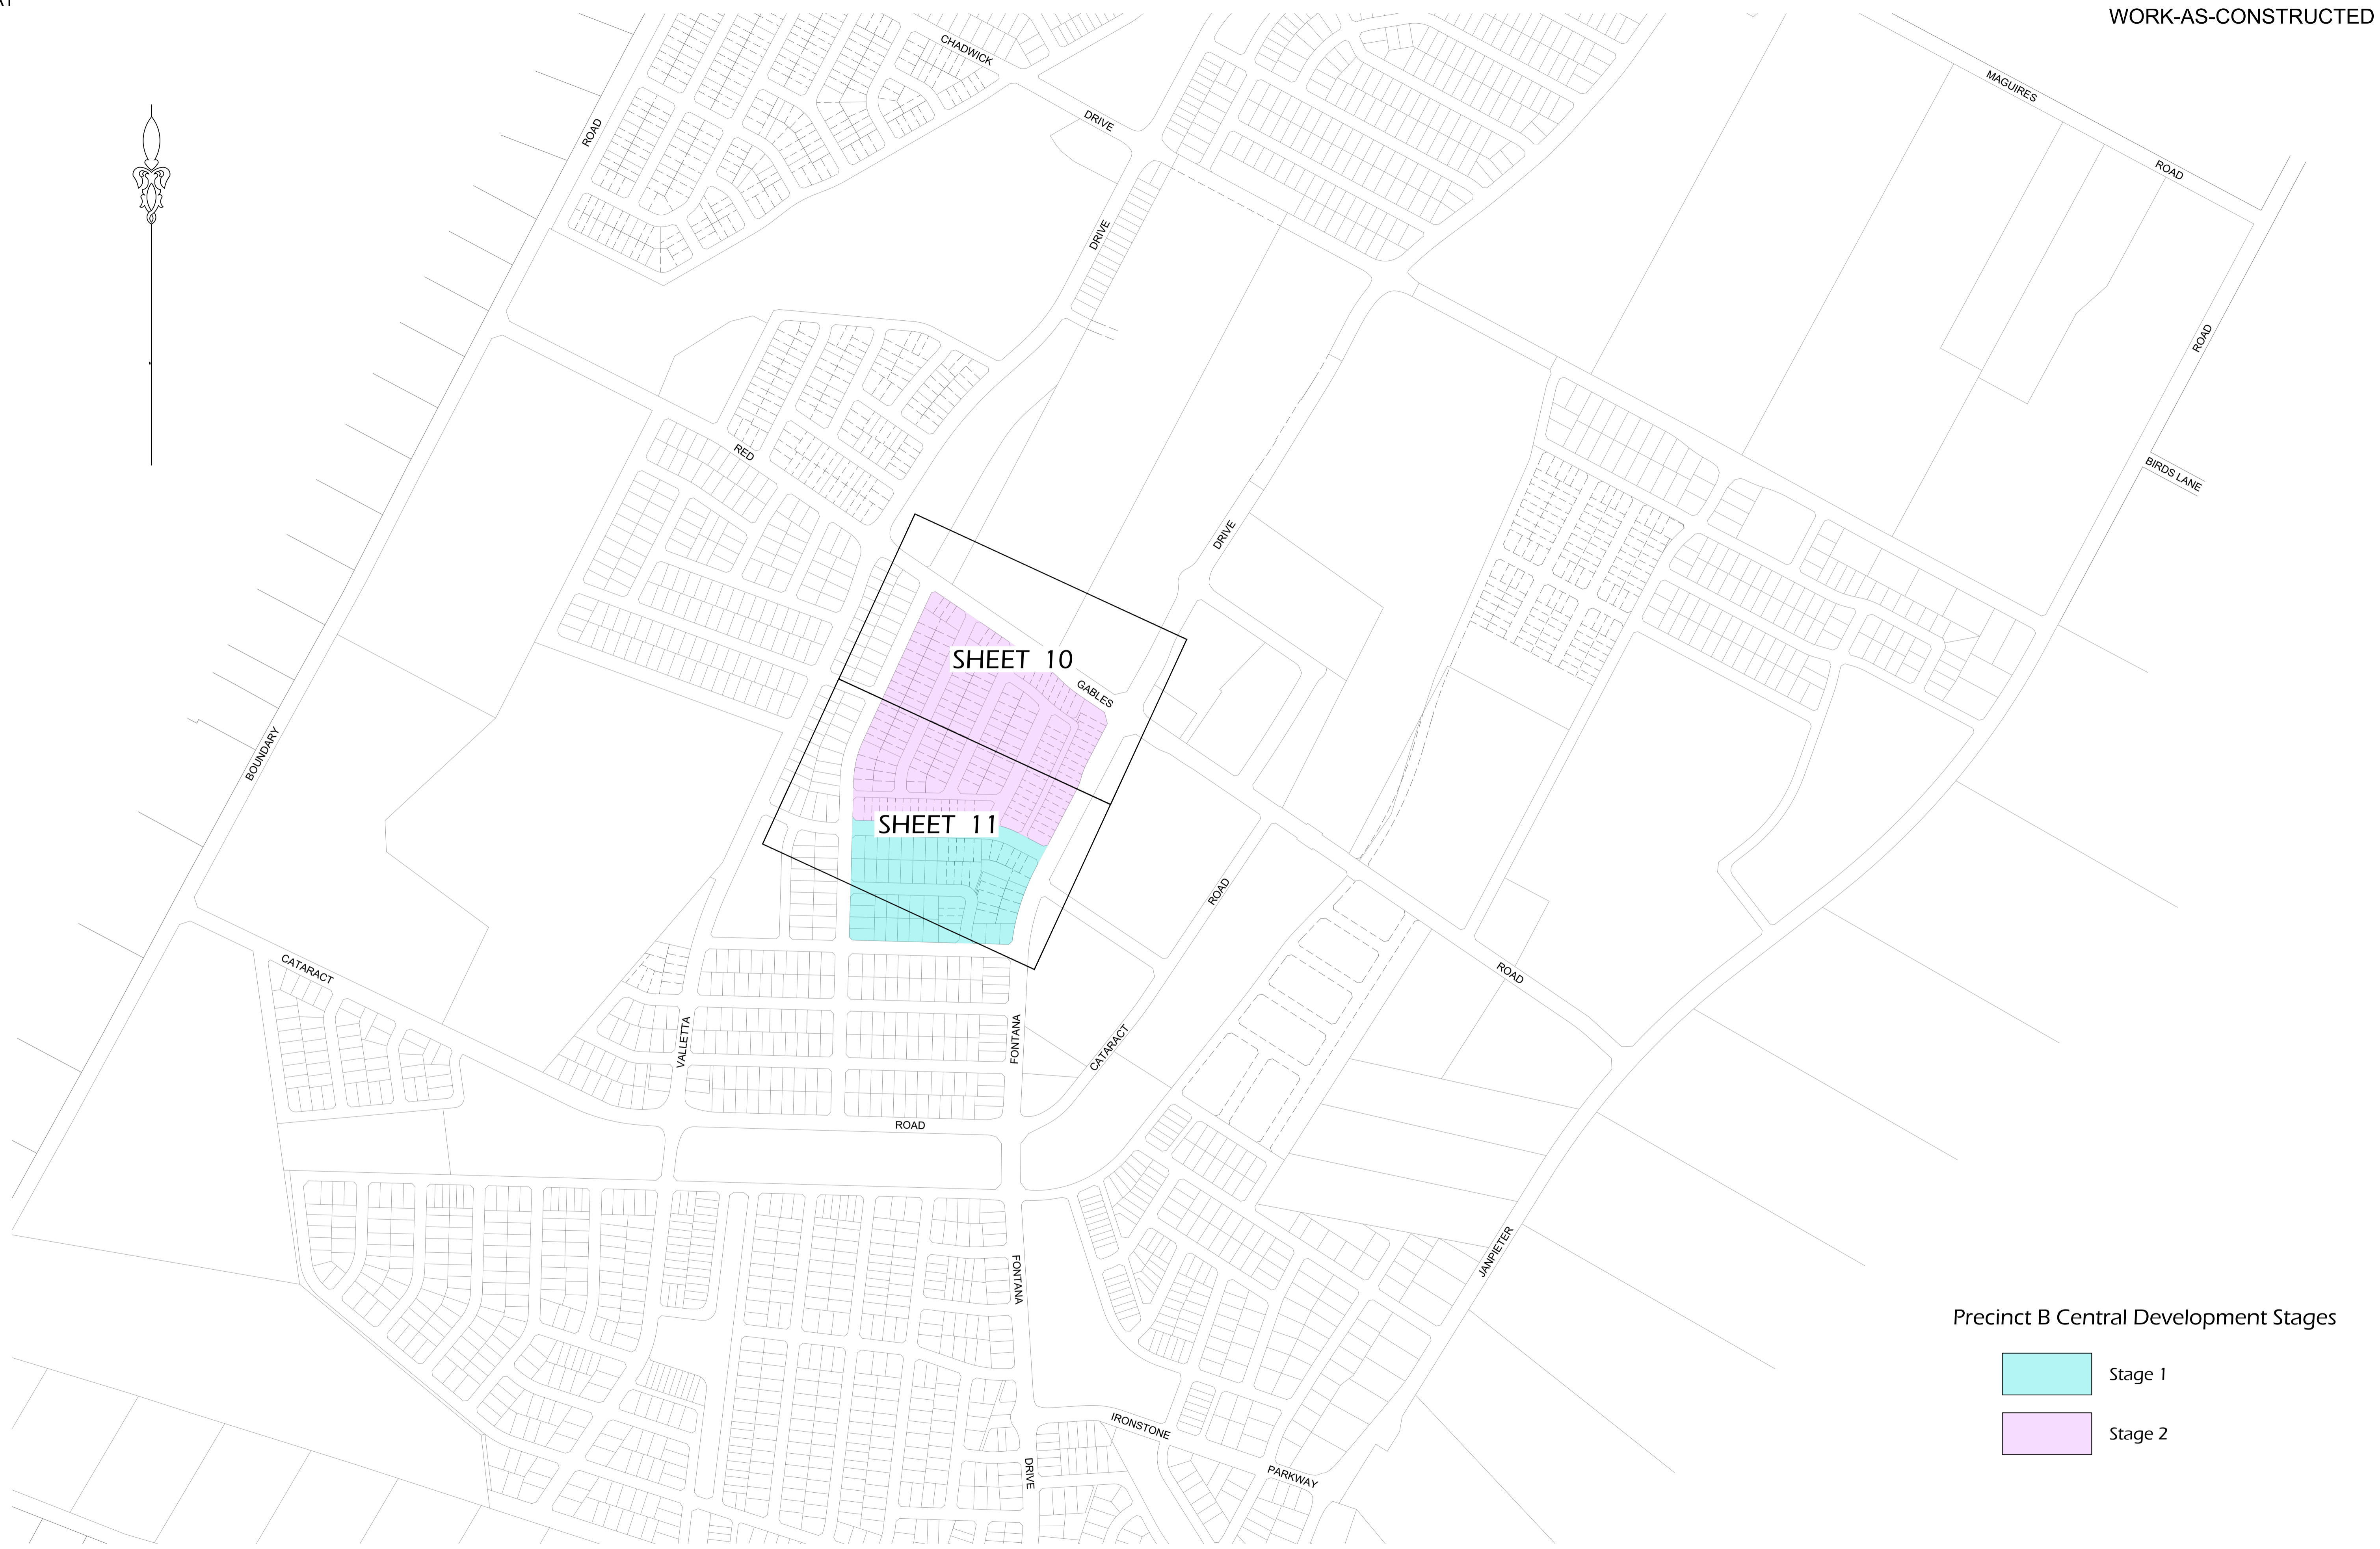 WORK-AS-CONSTRUCTED
CHADWICK
MAGUIRES
ROAD
DRIVE
ROAD
DRIVE
ROAD
RED
BIRDS LANE
DRIVE
SHEET 10
GABLES
BOUNDARY
SHEET 11
ROAD
CATARACT
ROAD
VALLETTA
FONTANA
CATARACT
ROAD
FONTANA
JANPIETER
Precinct B Central Development Stages
Stage 1
Stage 2
IRONSTONE
DRIVE
PARKWAY